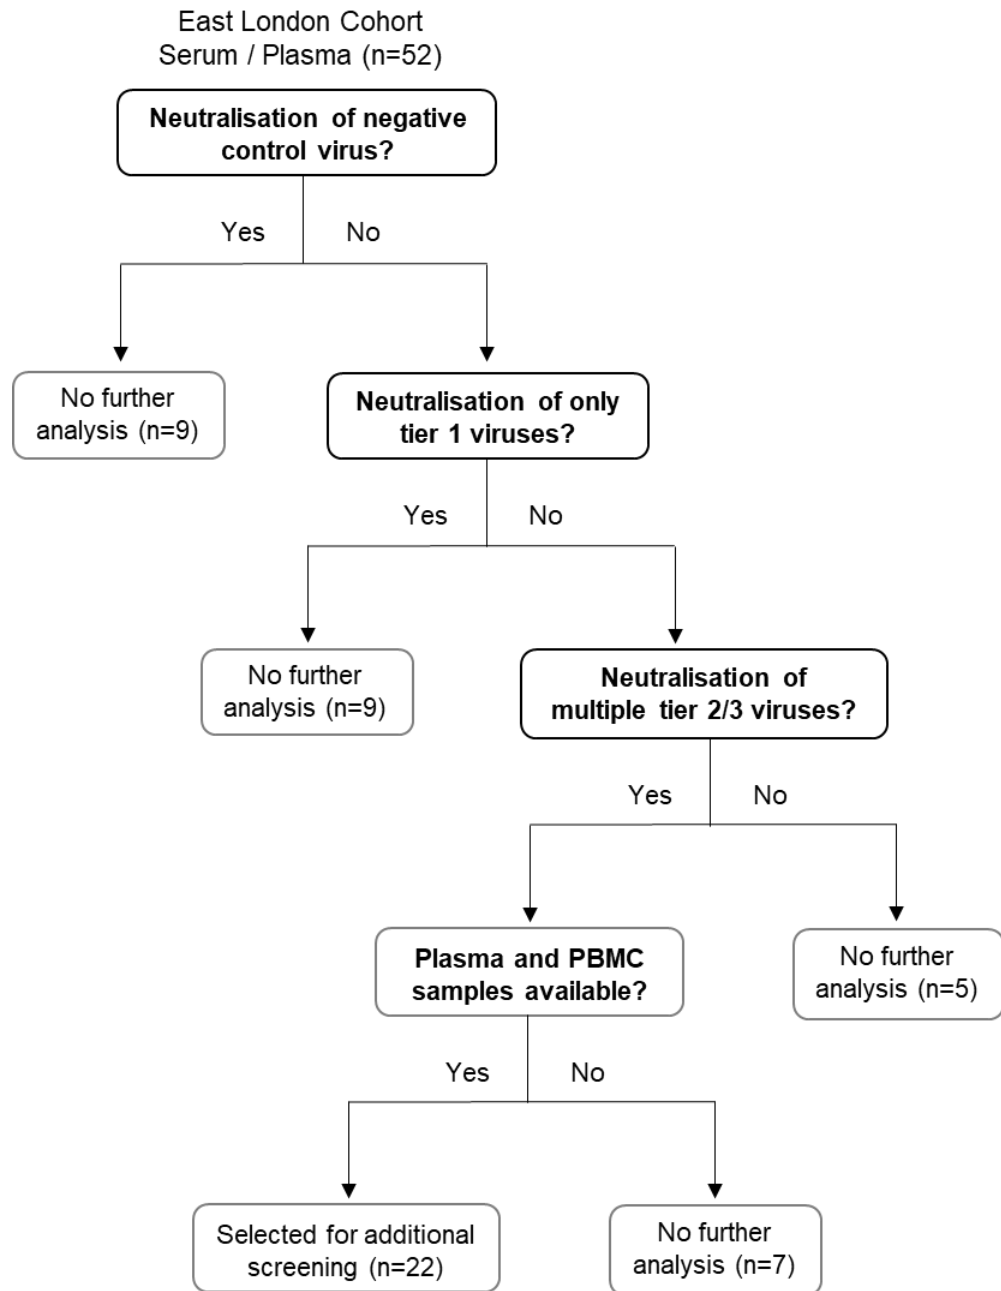 East London Cohort
Serum / Plasma (n=52)
Neutralisation of negative
control virus?
Yes
No
No further
analysis (n=9)
Neutralisation of only
tier 1 viruses?
Yes
No
No further
analysis (n=9)
Neutralisation of
multiple tier 2/3 viruses?
Yes
No
Plasma and PBMC
samples available?
No further
analysis (n=5)
Yes
No
Selected for additional
screening (n=22)
No further
analysis (n=7)